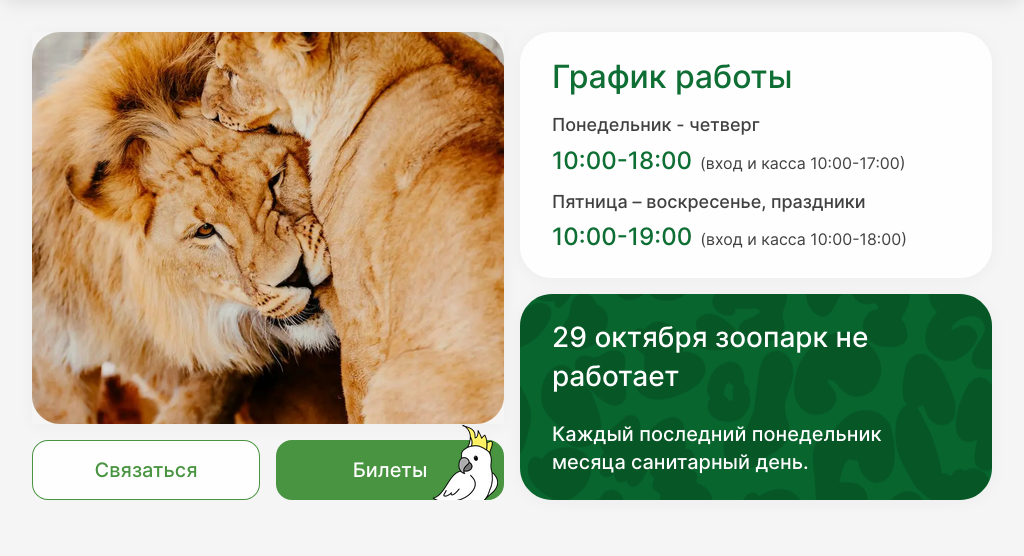 График работы
Понедельник - четверг
10:00-18:00 (вход и касса 10:00-17:00)
Пятница – воскресенье, праздники
10:00-19:00 (вход и касса 10:00-18:00)
29 октября зоопарк не
работает
Каждый последний понедельник
месяца санитарный день.
Связаться
Билеты